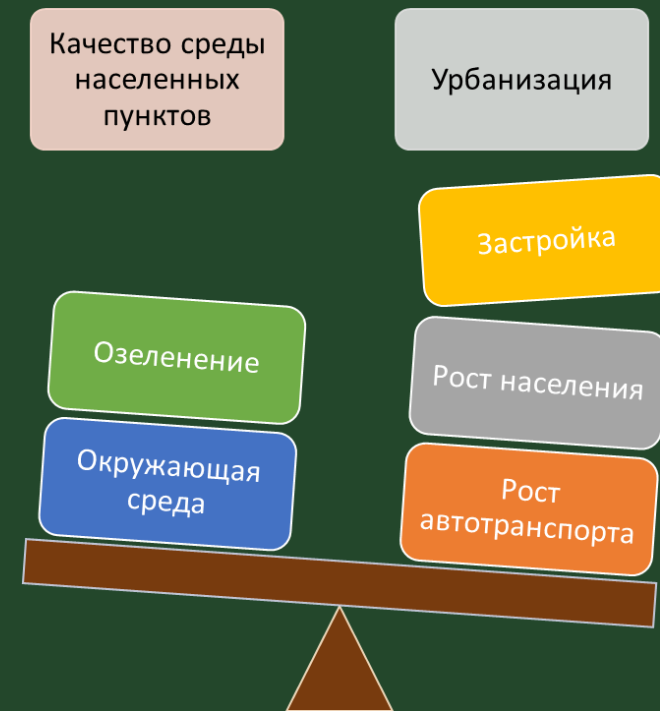 Качество среды
населенных
пунктов
Урбанизация
Застройка
Озеленение
Рост населения
Окружающая
среда
Рост
автотранспорта